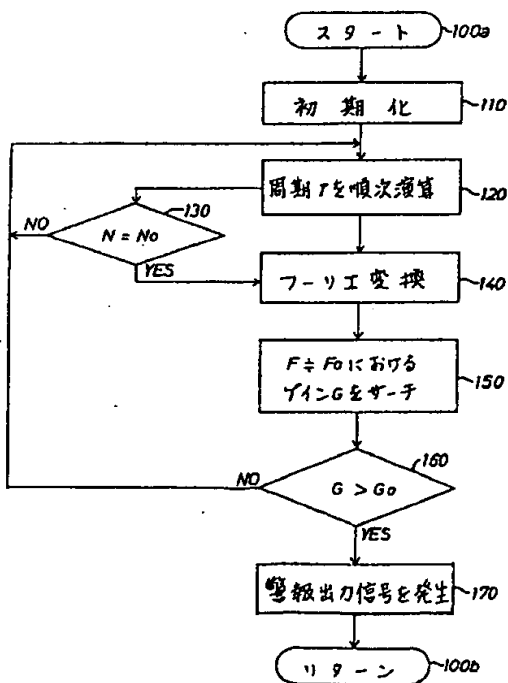 スタート
100a
初期化
110
周期Tを順次演算
120
130
NO
N = No
YES
フーリエ変換
140
F≒Foにおける
ゲインGをサーチ
150
160
NO
G > Go
YES
警報出力信号を発生
170
リターン
100b